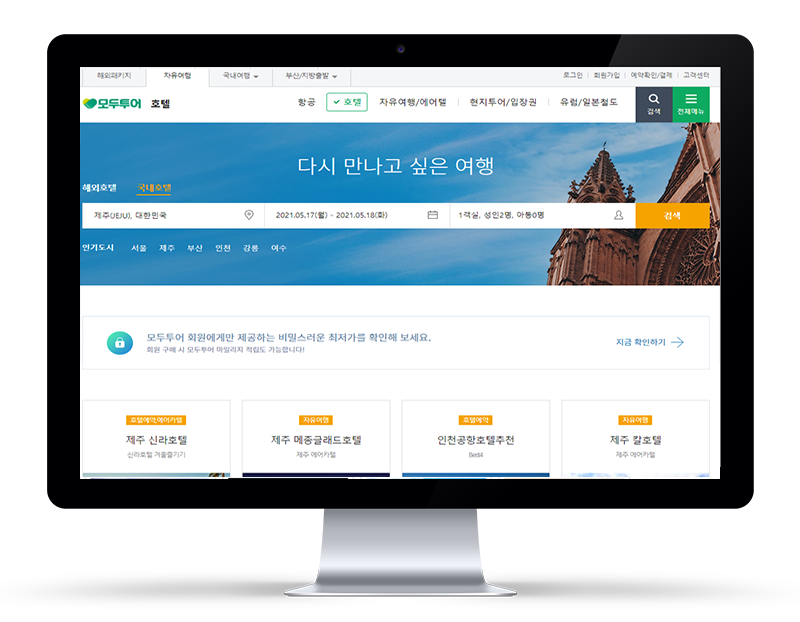 해외패키지 자유여행 국내여행 부산/지방출발 로그인 회원가입 예약확인/결제 고객센터
모두투어 호텔 항공 호텔 자유여행/에어텔 현지투어/입장권 유럽/일본철도 검색 전체메뉴
다시 만나고 싶은 여행
해외호텔 국내호텔
제주(JEJU), 대한민국 2021.05.17(월) - 2021.05.18(화) 1객실, 성인2명, 아동0명 검색
인기도시 서울 제주 부산 인천 강릉 여수
모두투어 회원에게만 제공하는 비밀스러운 최저가를 확인해 보세요.
회원 구매 시 모두투어 마일리지 적립도 가능합니다!
지금 확인하기
호텔예약,에어카텔 자유여행 호텔예약 자유여행
제주 신라호텔 제주 메종글래드호텔 인천공항호텔추천 제주 칼호텔
신라호텔 겨울즐기기 제주 에어카텔 Best4 제주 에어카텔